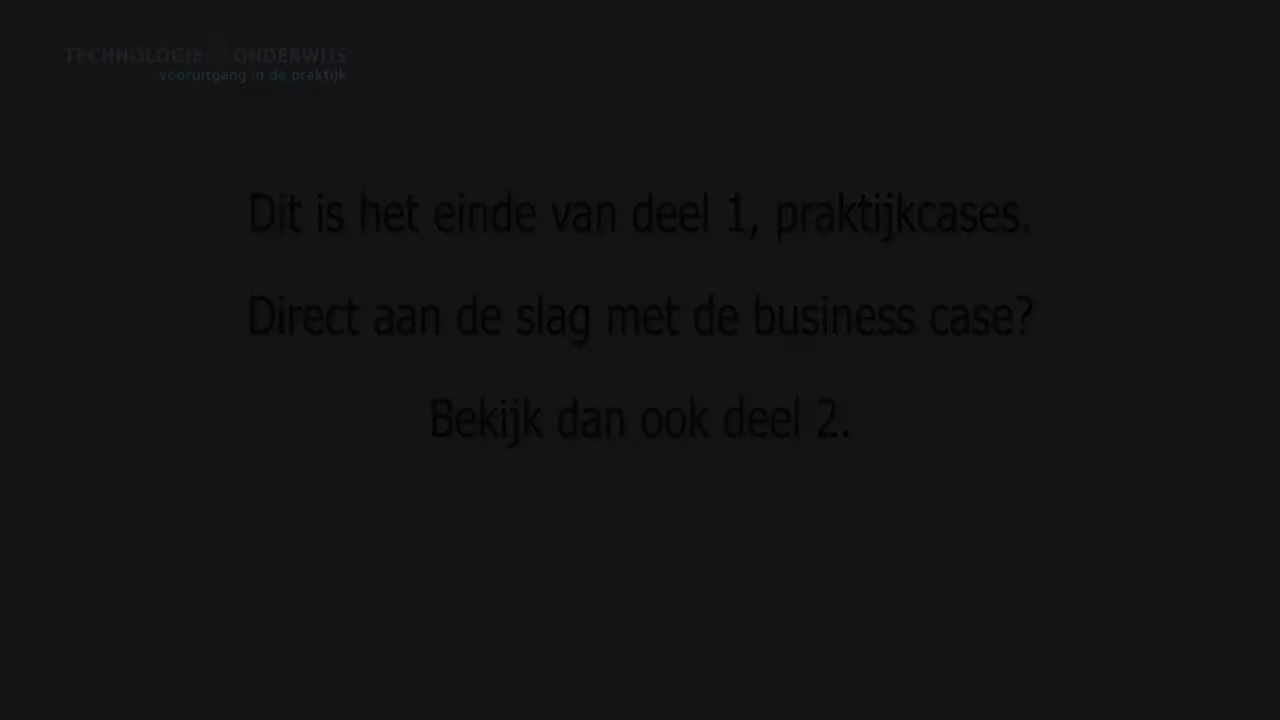 TECHNOLOGIE ONDERWIJS
vooruitgang in de praktijk
Dit is het einde van deel 1, praktijkcases.
Direct aan de slag met de business case?
Bekijk dan ook deel 2.